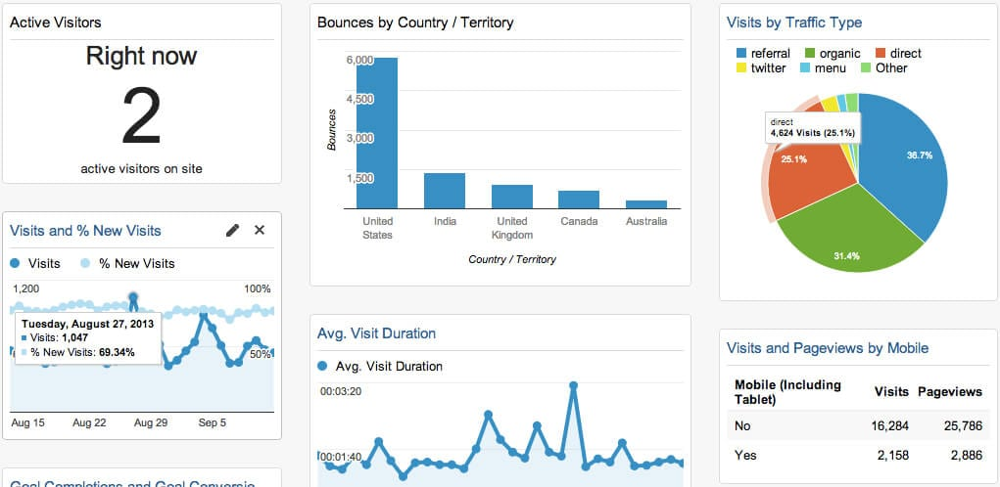 Active Visitors
Right now
2
active visitors on site
Visits and % New Visits
Visits
% New Visits
1,200
100%
Tuesday, August 27, 2013
Visits: 1,047
% New Visits: 69.34%
50%
Aug 15
Aug 22
Aug 29
Sep 5
Goal Completions and Goal Conversio
Bounces by Country / Territory
6,000
4,500
3,000
1,500
Bounces
United
States
India
United
Kingdom
Canada
Australia
Country / Territory
Avg. Visit Duration
Avg. Visit Duration
00:03:20
00:01:40
Visits by Traffic Type
referral organic direct
twitter menu Other
direct
4,624 Visits (25.1%)
36.7%
25.1%
31.4%
Visits and Pageviews by Mobile
Mobile (Including
Tablet) Visits Pageviews
No 16,284 25,786
Yes 2,158 2,886